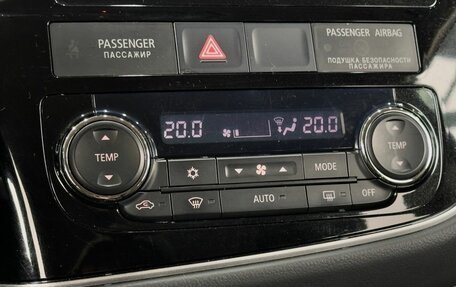 PASSENGER
ПАССАЖИР
PASSENGER AIRBAG
ПОДУШКА БЕЗОПАСНОСТИ
ПАССАЖИРА
20.0
20.0
TEMP
TEMP
MODE
AUTO
OFF